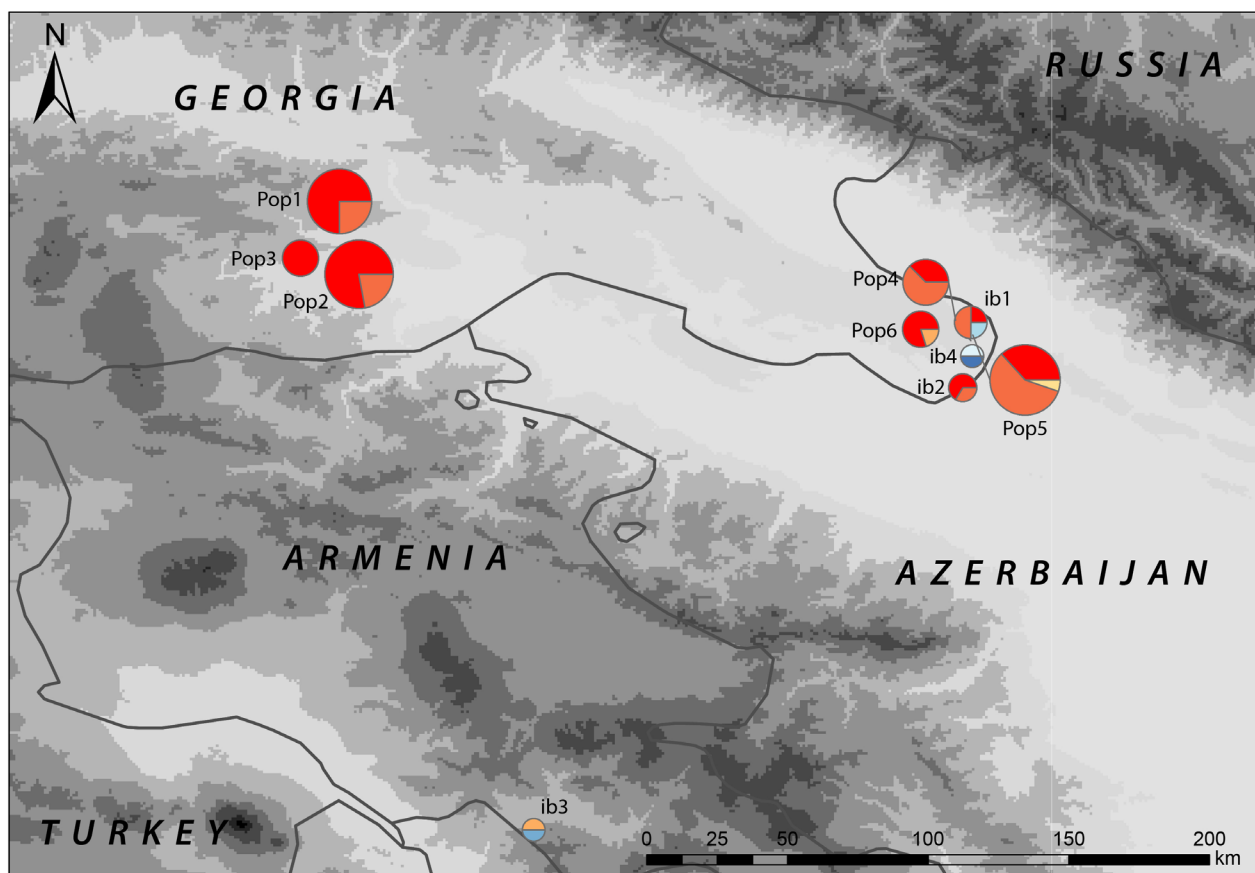 N
RUSSIA
GEORGIA
Pop1
Pop3
Pop2
Pop4
ib1
Pop6
ib4
ib2
Pop5
ARMENIA
AZERBAIJAN
ib3
TURKEY
0 25 50 100 150 200
km